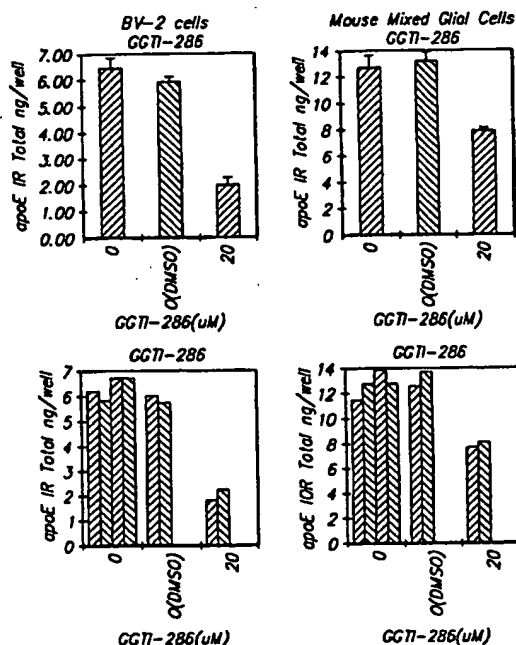 BV-2 cells
GGTI-286
apoE IR Total ng/well
7.00
6.00
5.00
4.00
3.00
2.00
1.00
0.00
0
0(DMSO)
20
GGTI-286(uM)
Mouse Mixed Glial Cells
GGTI-286
apoE IR Total ng/well
14
12
10
8
6
4
2
0
0
0(DMSO)
20
GGTI-286(uM)
GGTI-286
apoE IR Total ng/well
7
6
5
4
3
2
1
0
0
0(DMSO)
20
GGTI-286(uM)
GGTI-286
apoE IOR Total ng/well
14
12
10
8
6
4
2
0
0
0(DMSO)
20
GGTI-286(uM)